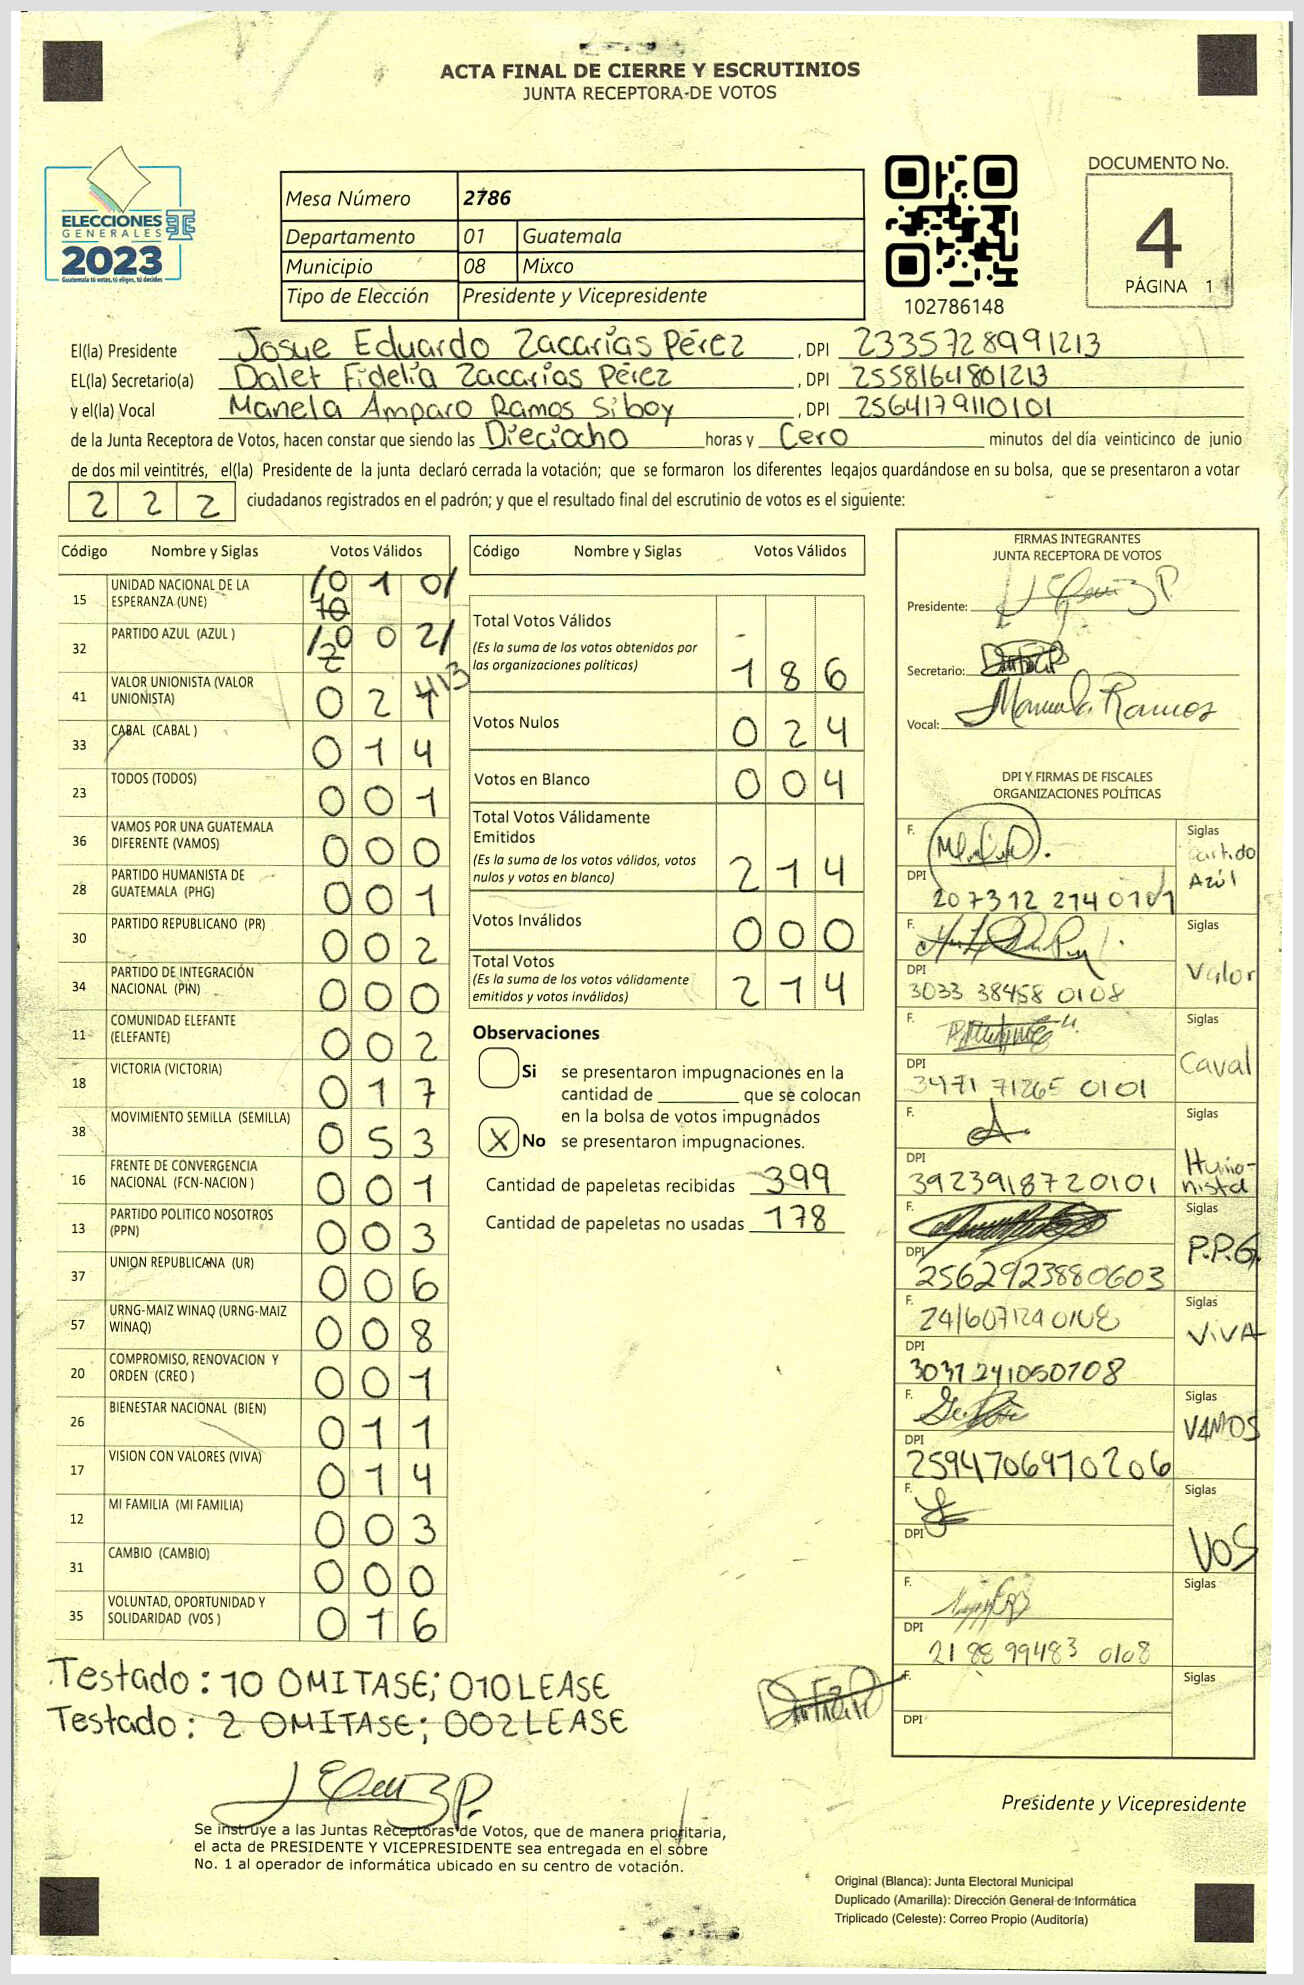 ACTA FINAL DE CIERRE Y ESCRUTINIOS
JUNTA RECEPTORA DE VOTOS
ELECCIONES
GENERALES
2023
Guatemala tú votas, tú eliges, tú decides
Mesa Número 2786
Departamento 01 Guatemala
Municipio 08 Mixco
Tipo de Elección Presidente y Vicepresidente
102786148
DOCUMENTO No.
4
PÁGINA 1
El(la) Presidente Josue Eduardo Zacarías Pérez, DPI 2335728991213
EL(la) Secretario(a) Dalet Fidelia Zacarías Pérez, DPI 2558164801213
y el(la) Vocal Manela Amparo Ramos Siboy, DPI 2564179110101
de la Junta Receptora de Votos, hacen constar que siendo las Dieciocho horas y Cero minutos del día veinticinco de junio
de dos mil veintitrés, el(la) Presidente de la junta declaró cerrada la votación; que se formaron los diferentes legajos guardándose en su bolsa, que se presentaron a votar
2 2 2 ciudadanos registrados en el padrón; y que el resultado final del escrutinio de votos es el siguiente:
Código Nombre y Siglas Votos Válidos
15 UNIDAD NACIONAL DE LA ESPERANZA (UNE) 0 1 0
32 PARTIDO AZUL (AZUL ) 0 0 2
41 VALOR UNIONISTA (VALOR UNIONISTA) 0 2
33 CABAL (CABAL ) 0 1 4
23 TODOS (TODOS) 0 0 1
36 VAMOS POR UNA GUATEMALA DIFERENTE (VAMOS) 0 0 0
28 PARTIDO HUMANISTA DE GUATEMALA (PHG) 0 0 1
30 PARTIDO REPUBLICANO (PR) 0 0 2
34 PARTIDO DE INTEGRACIÓN NACIONAL (PIN) 0 0 0
11 COMUNIDAD ELEFANTE (ELEFANTE) 0 0 2
18 VICTORIA (VICTORIA) 0 1 7
38 MOVIMIENTO SEMILLA (SEMILLA) 0 5 3
16 FRENTE DE CONVERGENCIA NACIONAL (FCN-NACION ) 0 0 1
13 PARTIDO POLITICO NOSOTROS (PPN) 0 0 3
37 UNION REPUBLICANA (UR) 0 0 6
57 URNG-MAIZ WINAQ (URNG-MAIZ WINAQ) 0 0 8
20 COMPROMISO, RENOVACION Y ORDEN (CREO ) 0 0 1
26 BIENESTAR NACIONAL (BIEN) 0 1 1
17 VISION CON VALORES (VIVA) 0 1 4
12 MI FAMILIA (MI FAMILIA) 0 0 3
31 CAMBIO (CAMBIO) 0 0 0
35 VOLUNTAD, OPORTUNIDAD Y SOLIDARIDAD (VOS ) 0 1 6
Código Nombre y Siglas Votos Válidos
Total Votos Válidos
(Es la suma de los votos obtenidos por
las organizaciones políticas) 1 8 6
Votos Nulos 0 2 4
Votos en Blanco 0 0 4
Total Votos Válidamente
Emitidos
(Es la suma de los votos válidos, votos
nulos y votos en blanco) 2 1 4
Votos Inválidos 0 0 0
Total Votos
(Es la suma de los votos válidamente
emitidos y votos inválidos) 2 1 4
Observaciones
Si se presentaron impugnaciones en la
cantidad de ________ que se colocan
en la bolsa de votos impugnados
X No se presentaron impugnaciones.
Cantidad de papeletas recibidas 399
Cantidad de papeletas no usadas 178
FIRMAS INTEGRANTES
JUNTA RECEPTORA DE VOTOS
Presidente:
Secretario:
Vocal: Manuela Ramos
DPI Y FIRMAS DE FISCALES
ORGANIZACIONES POLÍTICAS
F. Siglas Partido Azúl
DPI 207312 2140101
F. Siglas Valor
DPI 3033 38458 0108
F. Siglas Caval
DPI 3471 71265 0101
F. Siglas Humanista
DPI 3923918720101
F. Siglas P.P.G.
DPI 2562923880603
F. Siglas VIVA
DPI 3031241050108
F. Siglas VAMOS
DPI 2594706970206
F. Siglas VOS
DPI
F. Siglas
DPI 21 88 99483 0108
F. Siglas
DPI
Testado: 10 OMITASE; 010 LEASE
Testado: 2 OMITASE; 002 LEASE
Se instruye a las Juntas Receptoras de Votos, que de manera prioritaria,
el acta de PRESIDENTE Y VICEPRESIDENTE sea entregada en el sobre
No. 1 al operador de informática ubicado en su centro de votación.
Presidente y Vicepresidente
Original (Blanca): Junta Electoral Municipal
Duplicado (Amarilla): Dirección General de Informática
Triplicado (Celeste): Correo Propio (Auditoría)